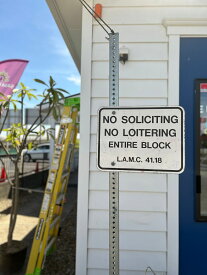 NO SOLICITING
NO LOITERING
ENTIRE BLOCK
L.A.M.C. 41.18